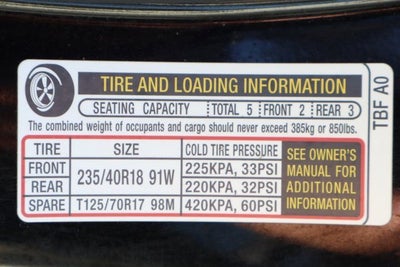 TIRE AND LOADING INFORMATION
SEATING CAPACITY TOTAL 5 FRONT 2 REAR 3
The combined weight of occupants and cargo should never exceed 385kg or 850lbs.
TIRE SIZE COLD TIRE PRESSURE
FRONT 235/40R18 91W 225KPA, 33PSI
REAR 220KPA, 32PSI
SPARE T125/70R17 98M 420KPA, 60PSI
SEE OWNER'S
MANUAL FOR
ADDITIONAL
INFORMATION
TBF A0